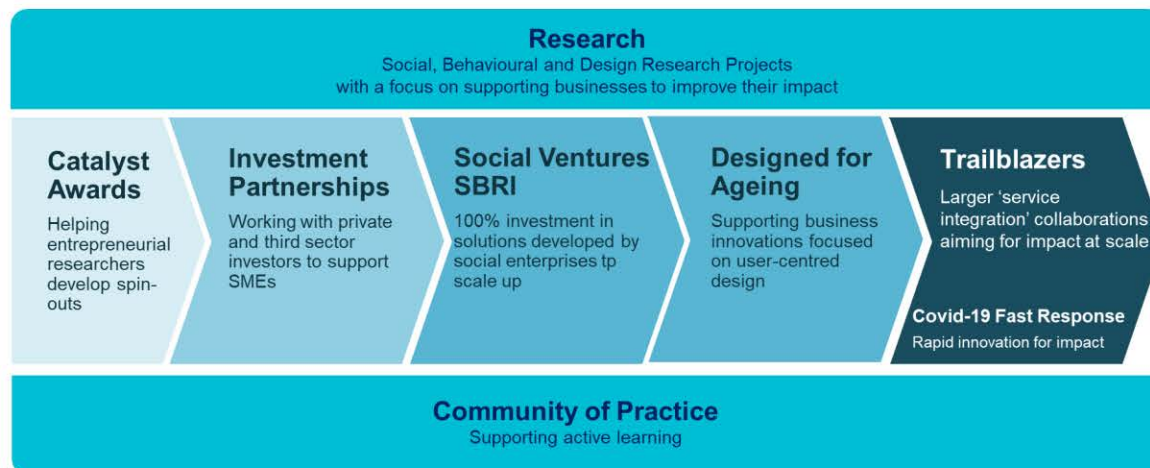 Research
Social, Behavioural and Design Research Projects
with a focus on supporting businesses to improve their impact
Catalyst
Awards
Helping
entrepreneurial
researchers
develop spin-
outs
Investment
Partnerships
Working with private
and third sector
investors to support
SMEs
Social Ventures
SBRI
100% investment in
solutions developed by
social enterprises tp
scale up
Designed for
Ageing
Supporting business
innovations focused
on user-centred
design
Trailblazers
Larger ‘service
integration’ collaborations
aiming for impact at scale
Covid-19 Fast Response
Rapid innovation for impact
Community of Practice
Supporting active learning